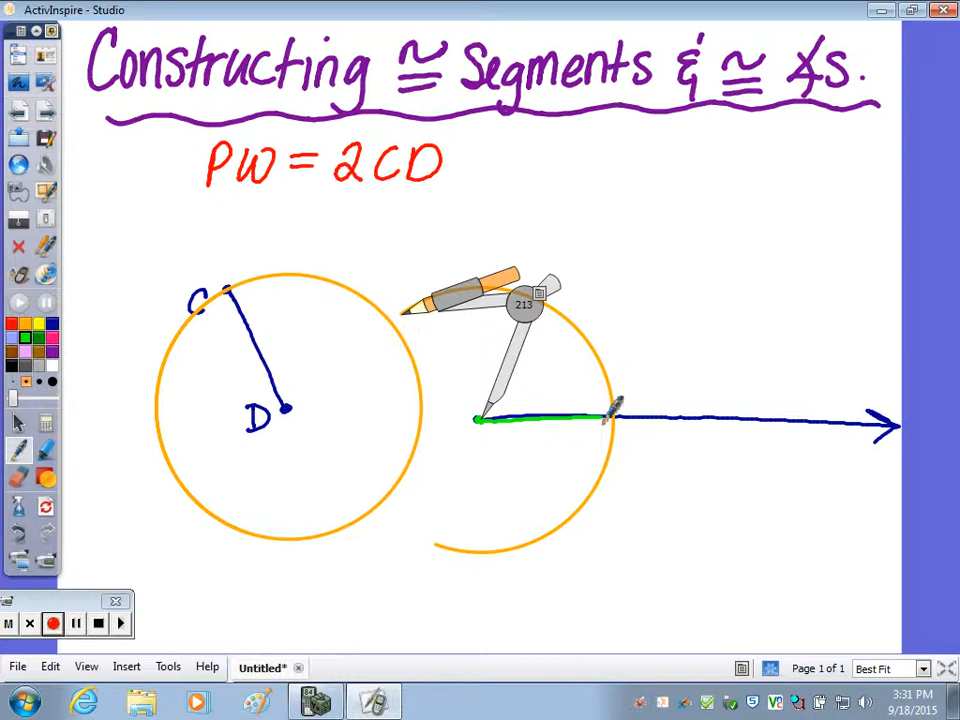 ActivInspire - Studio
Constructing ≅ Segments & ≅ ∡s.
PW = 2CD
C
D
213
M
File Edit View Insert Tools Help Untitled* Page 1 of 1 Best Fit
3:31 PM
9/18/2015